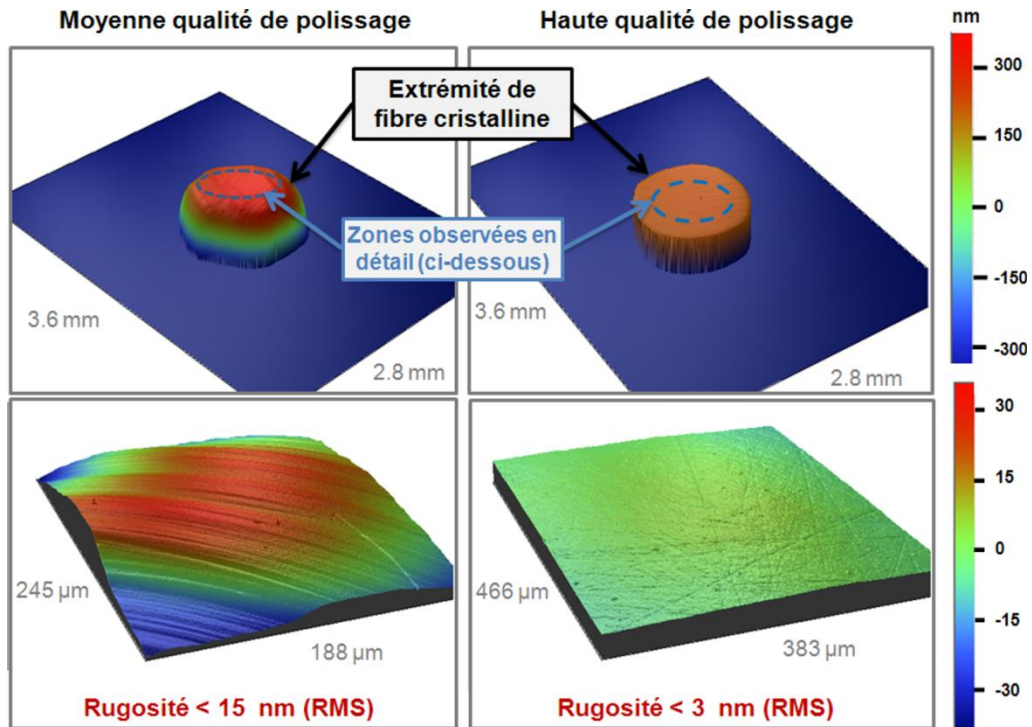 Moyenne qualité de polissage
Haute qualité de polissage
nm
Extrémité de
fibre cristalline
Zones observées en
détail (ci-dessous)
3.6 mm
2.8 mm
3.6 mm
2.8 mm
300
150
0
-150
-300
245 µm
188 µm
466 µm
383 µm
30
15
0
-15
-30
Rugosité < 15 nm (RMS)
Rugosité < 3 nm (RMS)